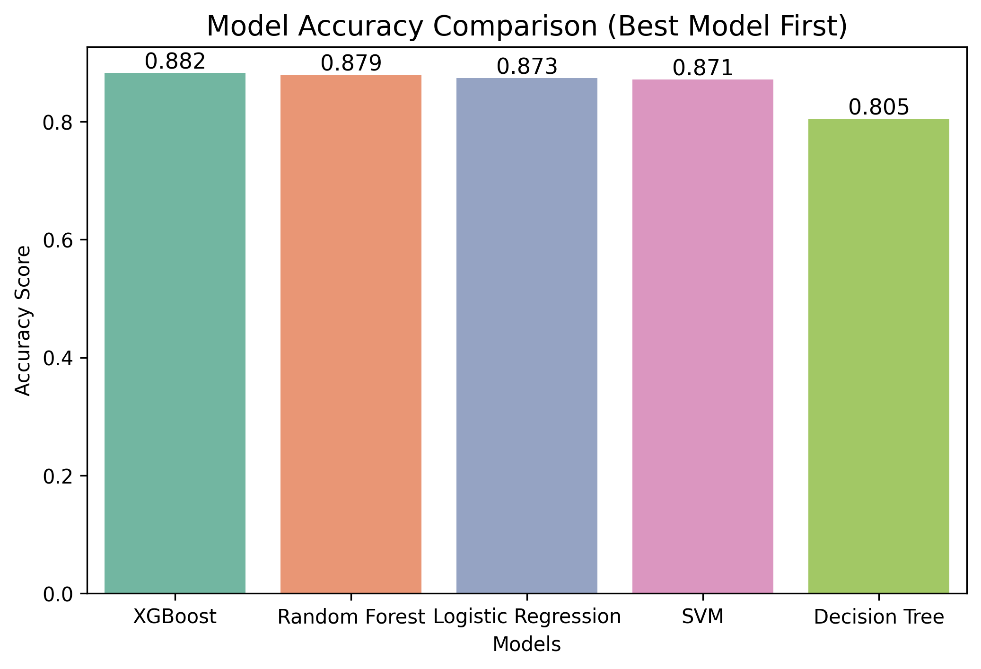 Model Accuracy Comparison (Best Model First)
0.882 0.879 0.873 0.871 0.805
Accuracy Score
0.8
0.6
0.4
0.2
0.0
XGBoost Random Forest Logistic Regression SVM Decision Tree
Models